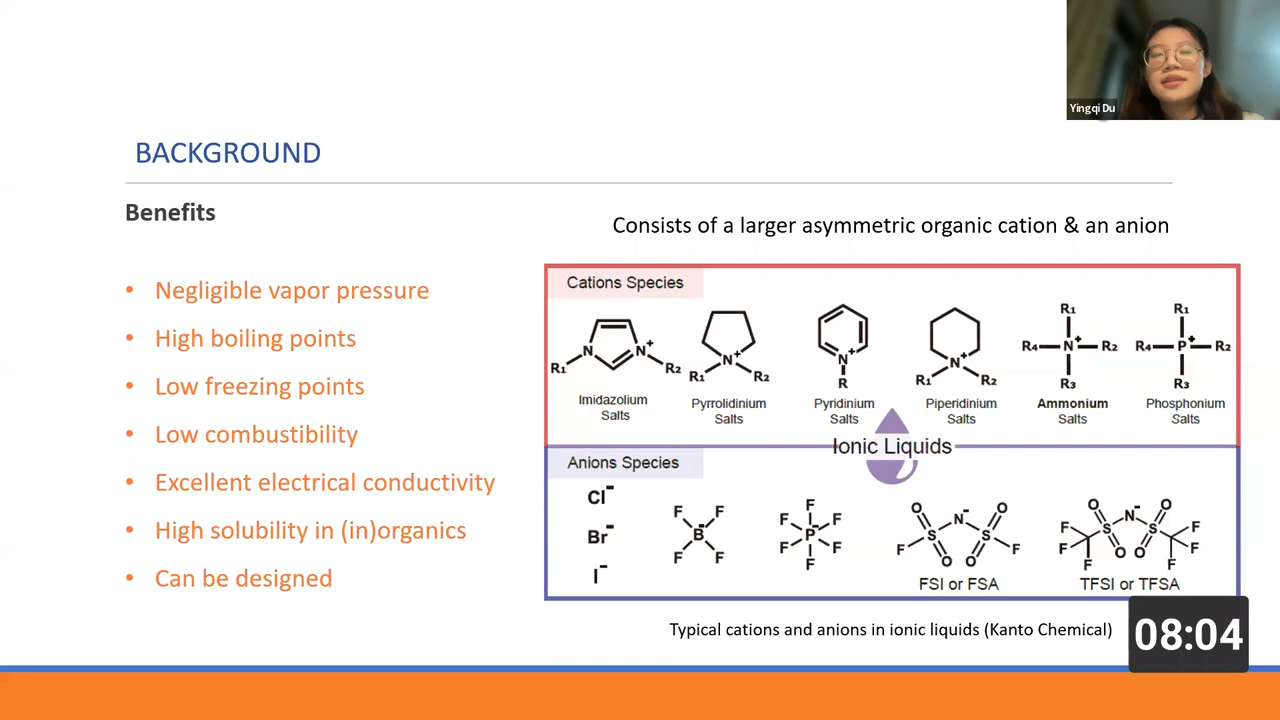 Yingqi Du
BACKGROUND
Benefits
• Negligible vapor pressure
• High boiling points
• Low freezing points
• Low combustibility
• Excellent electrical conductivity
• High solubility in (in)organics
• Can be designed
Consists of a larger asymmetric organic cation & an anion
Cations Species
N N+ R₁ R₂
Imidazolium
Salts
N+ R₁ R₂
Pyrrolidinium
Salts
N+ R
Pyridinium
Salts
N+ R₁ R₂
Piperidinium
Salts
R₁
R₄ N+ R₂
R₃
Ammonium
Salts
R₁
R₄ P+ R₂
R₃
Phosphonium
Salts
Ionic Liquids
Anions Species
Cl⁻
Br⁻
I⁻
F F
B⁻
F F
F
F F
P⁻
F F
F
O N⁻ O
F S S F
O O
FSI or FSA
O N⁻ O
F S S F
F O O F
F F
TFSI or TFSA
Typical cations and anions in ionic liquids (Kanto Chemical)
08:04